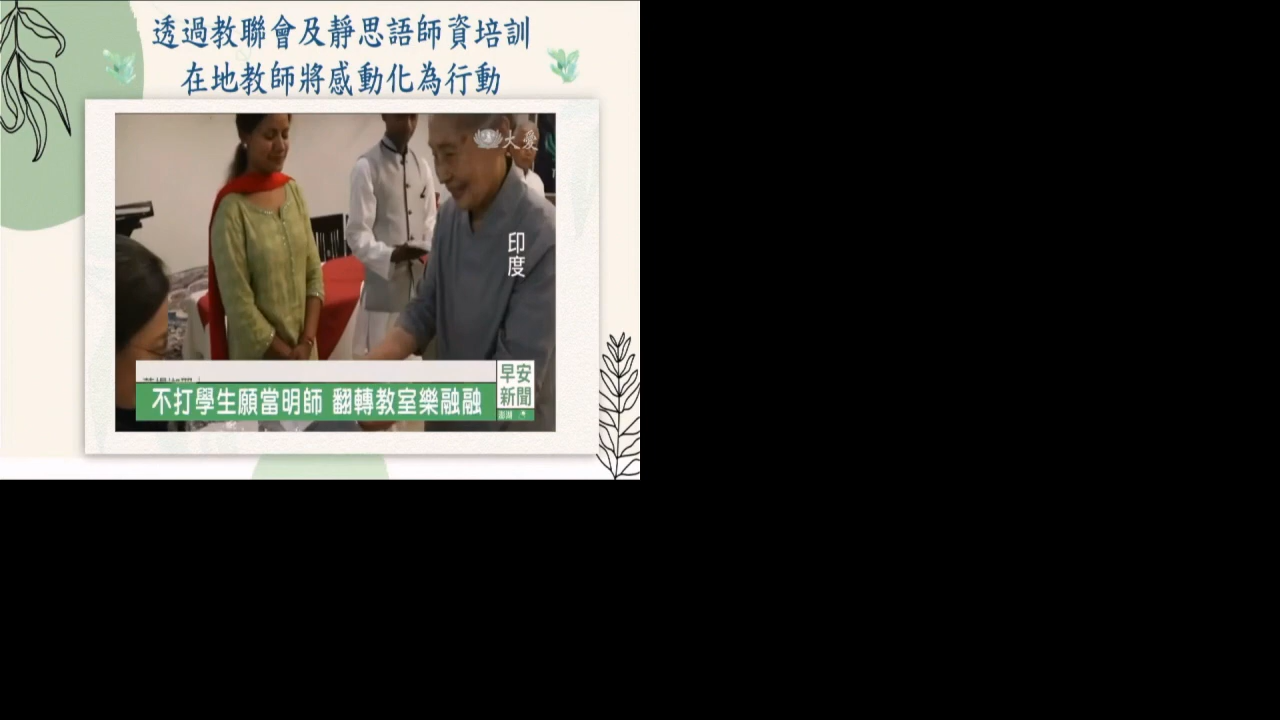 透過教聯會及靜思語師資培訓
在地教師將感動化為行動
大愛
印度
早安
新聞
不打學生願當明師 翻轉教室樂融融
澎湖